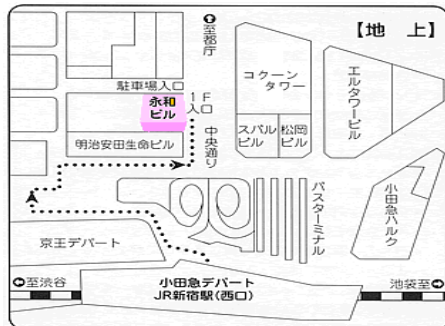 【地 上】
至都庁
駐車場入口
永和
ビル
1F
入口
中央通り
コクーン
タワー
エルタワービル
スバル
ビル
松岡
ビル
明治安田生命ビル
バスターミナル
小田急ハルク
京王デパート
至渋谷
小田急デパート
JR新宿駅(西口)
池袋至